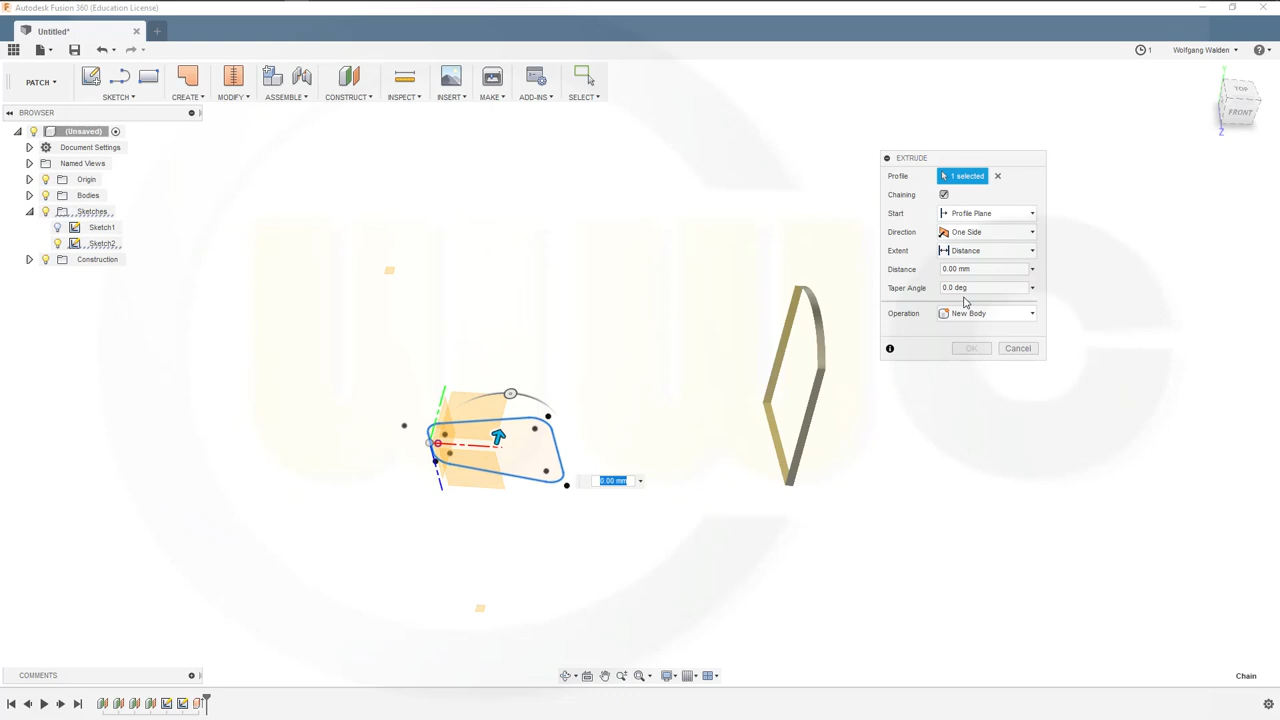 Autodesk Fusion 360 (Education License)
Untitled*
1
Wolfgang Walden
PATCH
SKETCH
CREATE
MODIFY
ASSEMBLE
CONSTRUCT
INSPECT
INSERT
MAKE
ADD-INS
SELECT
TOP
FRONT
Y
Z
BROWSER
(Unsaved)
Document Settings
Named Views
Origin
Bodies
Sketches
Sketch1
Sketch2
Construction
EXTRUDE
Profile 1 selected
Chaining
Start Profile Plane
Direction One Side
Extent Distance
Distance 0.00 mm
Taper Angle 0.0 deg
Operation New Body
OK Cancel
0.00 mm
COMMENTS
Chain